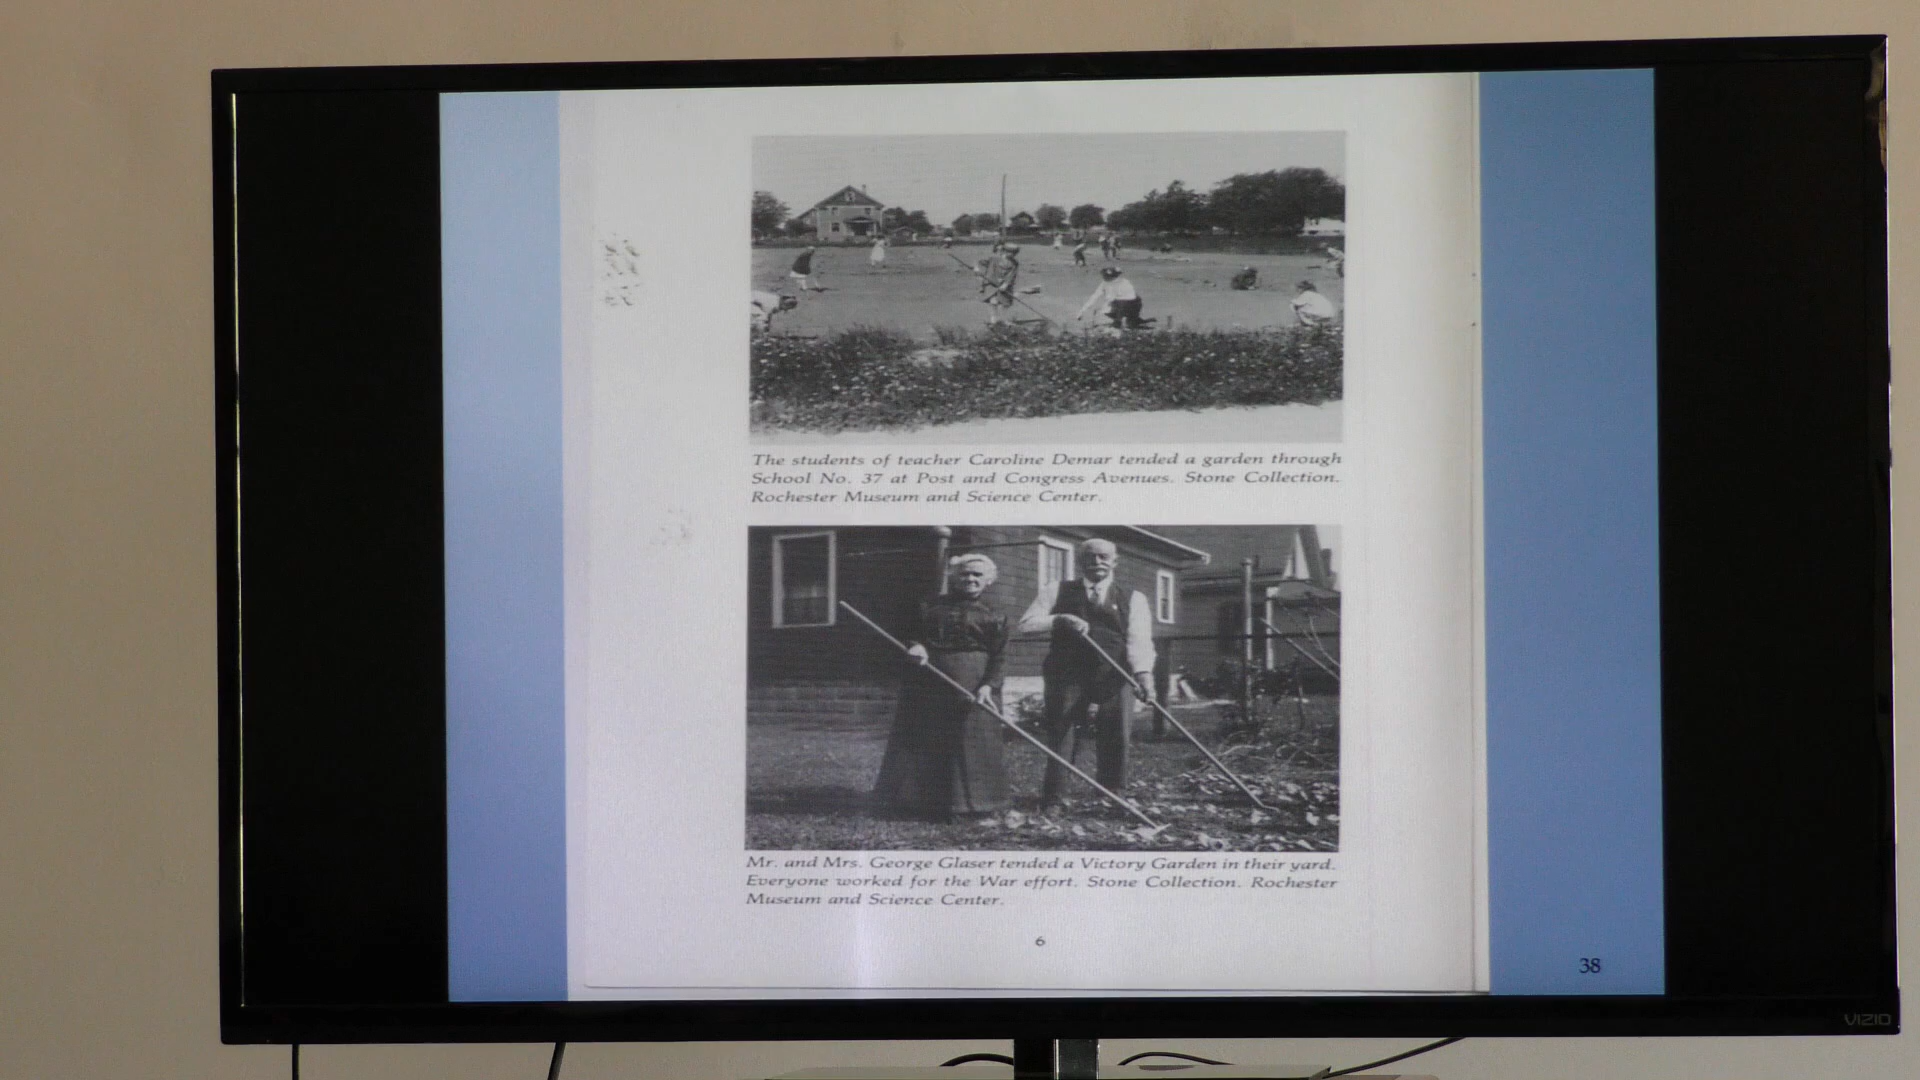 The students of teacher Caroline Demar tended a garden through
School No. 37 at Post and Congress Avenues. Stone Collection.
Rochester Museum and Science Center.
Mr. and Mrs. George Glaser tended a Victory Garden in their yard.
Everyone worked for the War effort. Stone Collection. Rochester
Museum and Science Center.
6
38
VIZIO